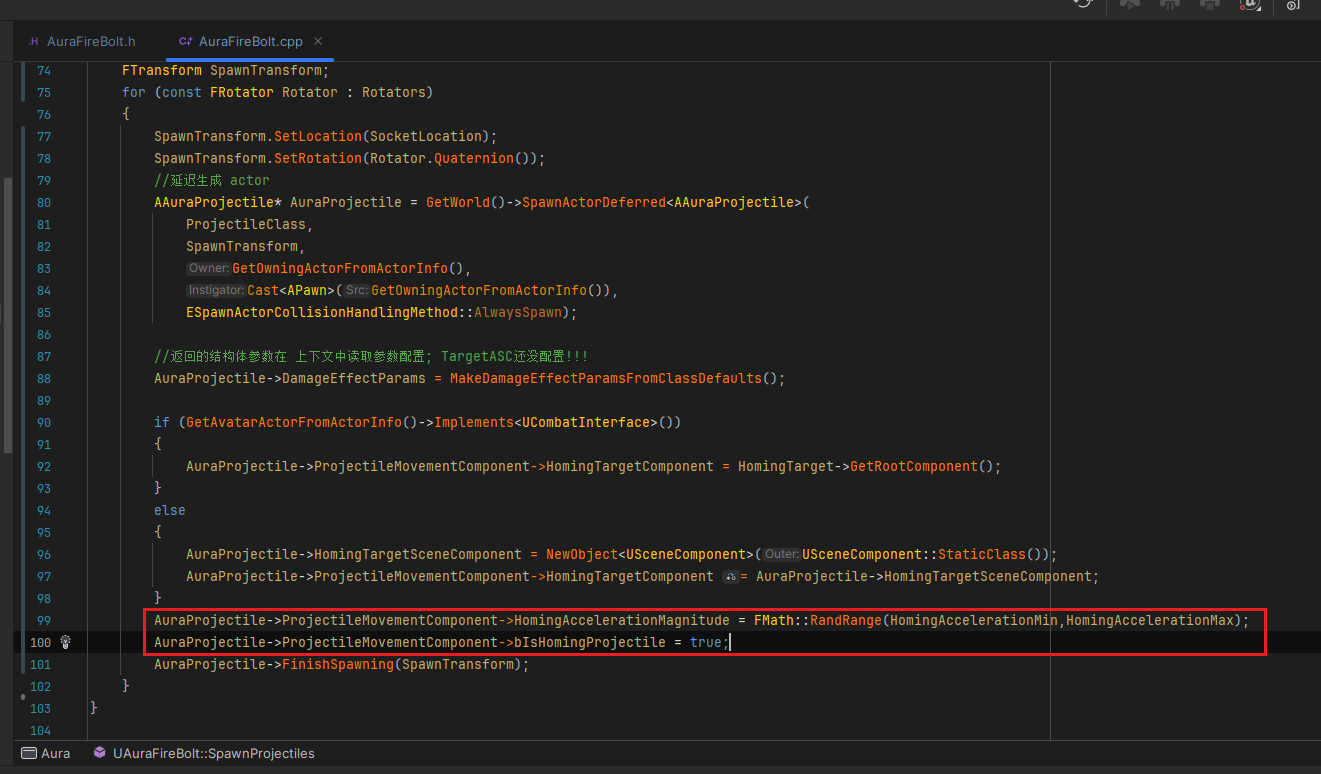 AuraFireBolt.h
C++ AuraFireBolt.cpp ×
74 FTransform SpawnTransform;
75 for (const FRotator Rotator : Rotators)
76 {
77 SpawnTransform.SetLocation(SocketLocation);
78 SpawnTransform.SetRotation(Rotator.Quaternion());
79 //延迟生成 actor
80 AAuraProjectile* AuraProjectile = GetWorld()->SpawnActorDeferred<AAuraProjectile>(
81 ProjectileClass,
82 SpawnTransform,
83 Owner: GetOwningActorFromActorInfo(),
84 Instigator: Cast<APawn>( Src: GetOwningActorFromActorInfo()),
85 ESpawnActorCollisionHandlingMethod::AlwaysSpawn);
86
87 //返回的结构体参数在 上下文中读取参数配置; TargetASC还没配置!!!
88 AuraProjectile->DamageEffectParams = MakeDamageEffectParamsFromClassDefaults();
89
90 if (GetAvatarActorFromActorInfo()->Implements<UCombatInterface>())
91 {
92 AuraProjectile->ProjectileMovementComponent->HomingTargetComponent = HomingTarget->GetRootComponent();
93 }
94 else
95 {
96 AuraProjectile->HomingTargetSceneComponent = NewObject<USceneComponent>( Outer: USceneComponent::StaticClass());
97 AuraProjectile->ProjectileMovementComponent->HomingTargetComponent = AuraProjectile->HomingTargetSceneComponent;
98 }
99 AuraProjectile->ProjectileMovementComponent->HomingAccelerationMagnitude = FMath::RandRange(HomingAccelerationMin,HomingAccelerationMax);
100 AuraProjectile->ProjectileMovementComponent->bIsHomingProjectile = true;
101 AuraProjectile->FinishSpawning(SpawnTransform);
102 }
103 }
104
Aura UAuraFireBolt::SpawnProjectiles